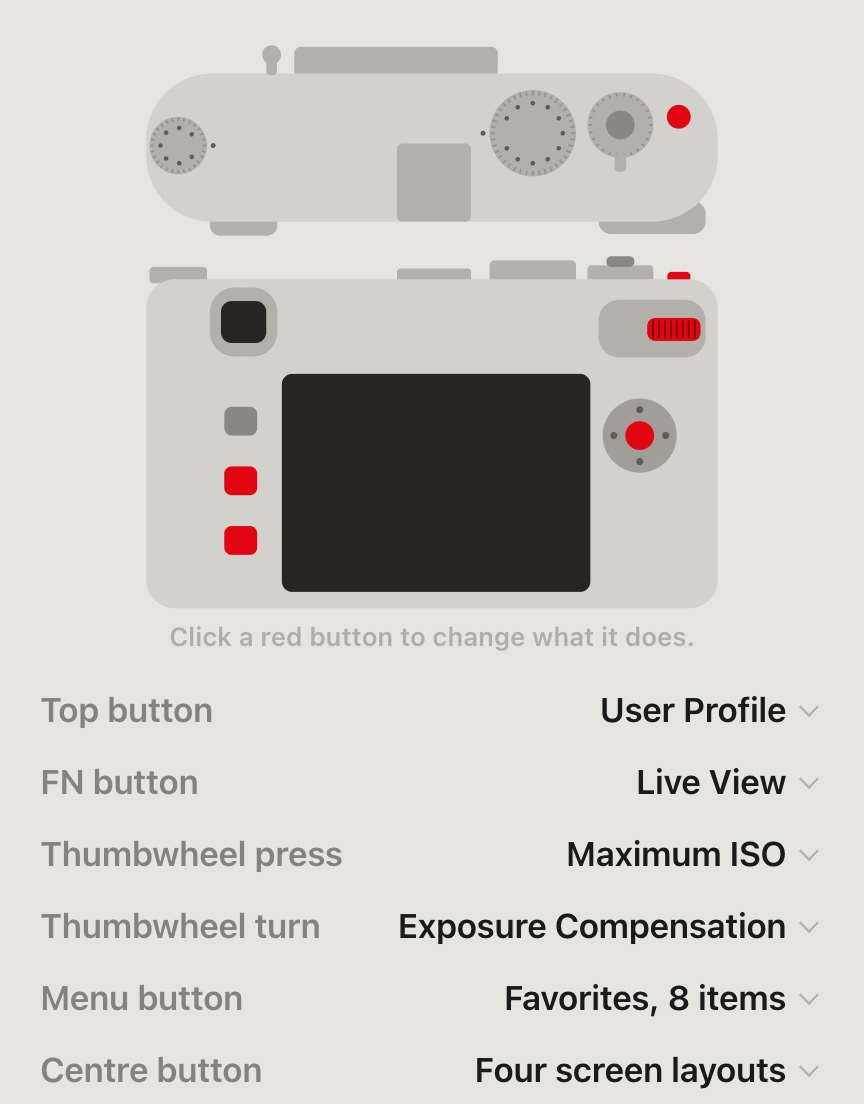 Click a red button to change what it does.
Top button User Profile
FN button Live View
Thumbwheel press Maximum ISO
Thumbwheel turn Exposure Compensation
Menu button Favorites, 8 items
Centre button Four screen layouts